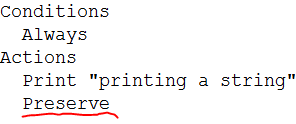 Conditions
Always
Actions
Print "printing a string"
Preserve